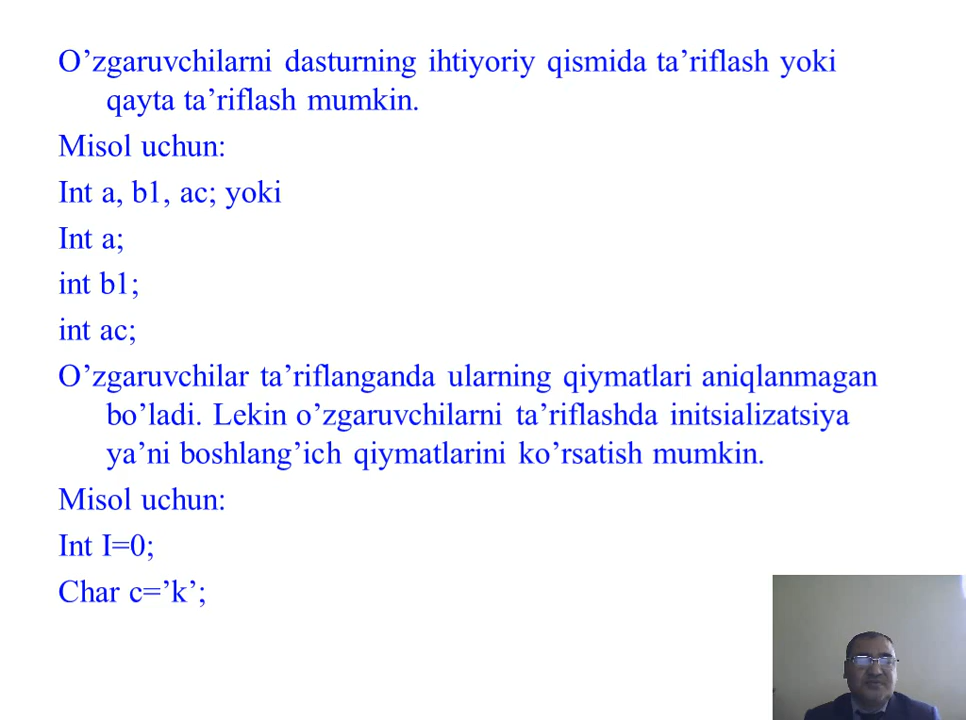 O’zgaruvchilarni dasturning ihtiyoriy qismida ta’riflash yoki
qayta ta’riflash mumkin.
Misol uchun:
Int a, b1, ac; yoki
Int a;
int b1;
int ac;
O’zgaruvchilar ta’riflanganda ularning qiymatlari aniqlanmagan
bo’ladi. Lekin o’zgaruvchilarni ta’riflashda initsializatsiya
ya’ni boshlang’ich qiymatlarini ko’rsatish mumkin.
Misol uchun:
Int I=0;
Char c=’k’;